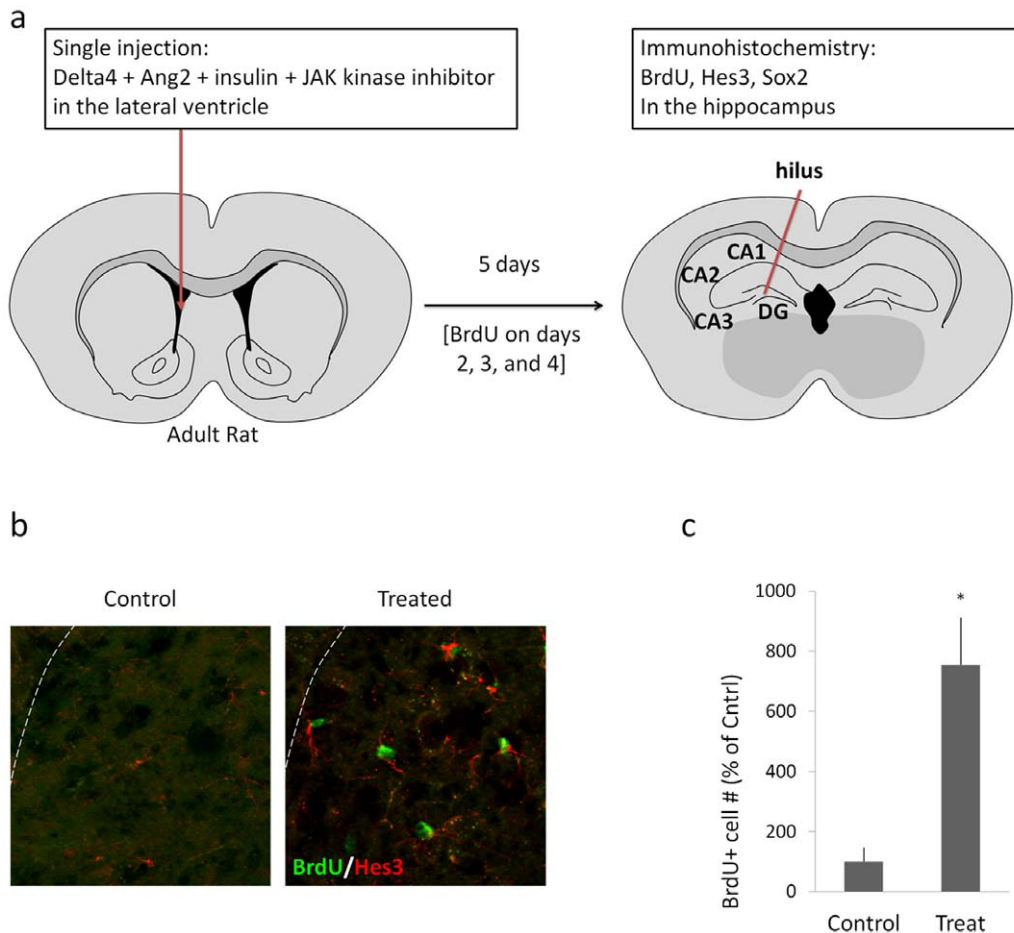 a
Single injection:
Delta4 + Ang2 + insulin + JAK kinase inhibitor
in the lateral ventricle
Immunohistochemistry:
BrdU, Hes3, Sox2
In the hippocampus
hilus
CA1
CA2
CA3
DG
5 days
[BrdU on days
2, 3, and 4]
Adult Rat
b
Control
Treated
BrdU/Hes3
c
BrdU+ cell # (% of Cntrl)
1000
800
600
400
200
0
*
Control
Treat